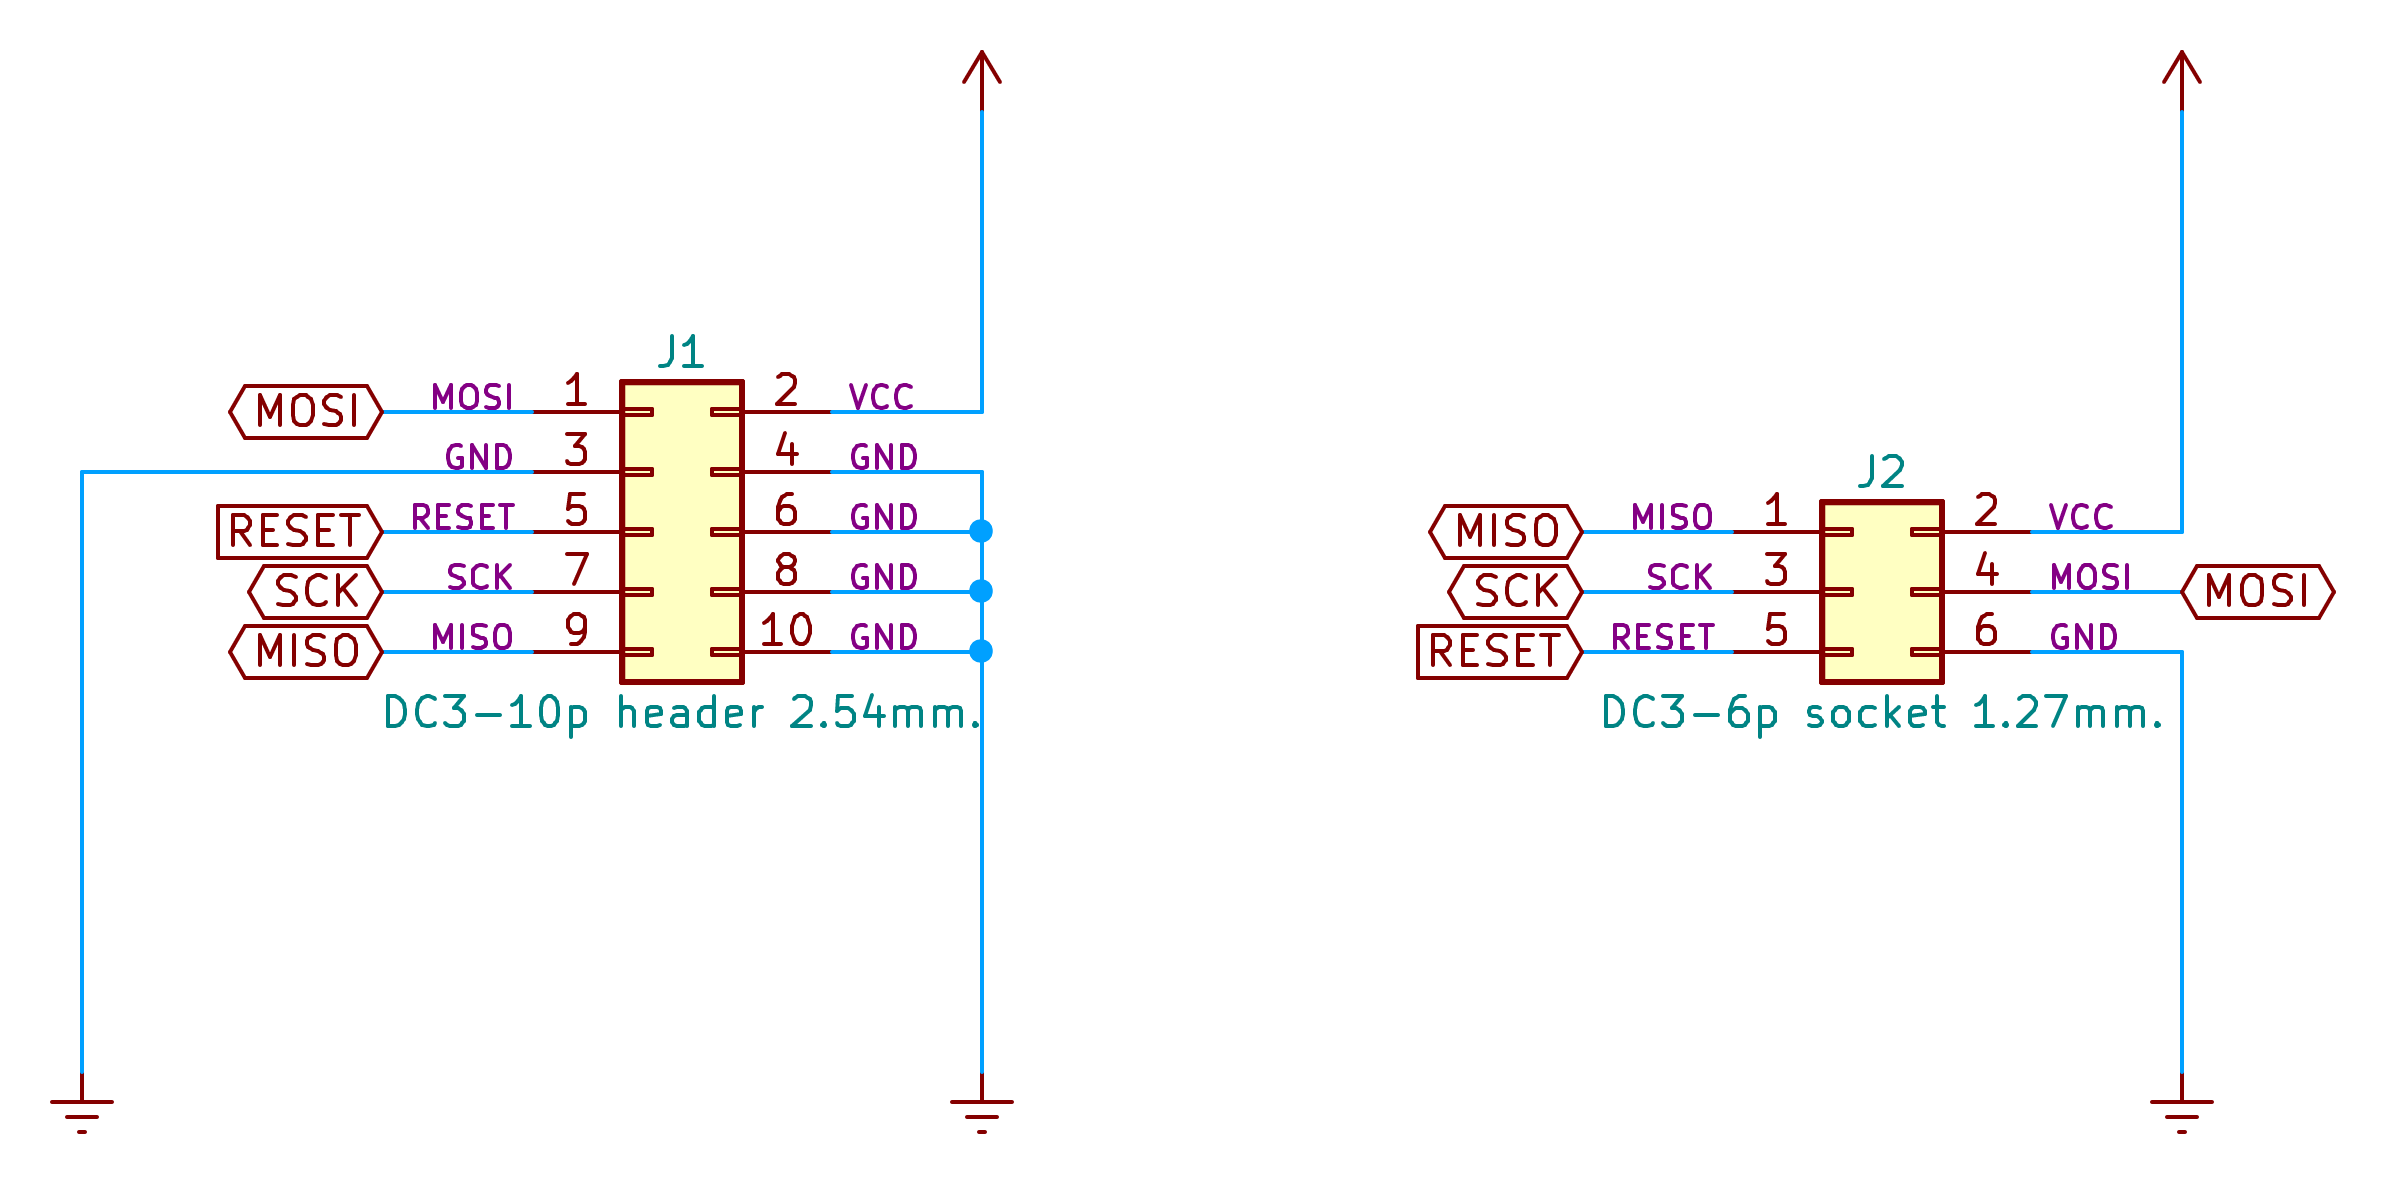 J1
MOSI MOSI 1 2 VCC
GND 3 4 GND
RESET RESET 5 6 GND
SCK SCK 7 8 GND
MISO MISO 9 10 GND
DC3-10p header 2.54mm.
J2
MISO MISO 1 2 VCC
SCK SCK 3 4 MOSI MOSI
RESET RESET 5 6 GND
DC3-6p socket 1.27mm.